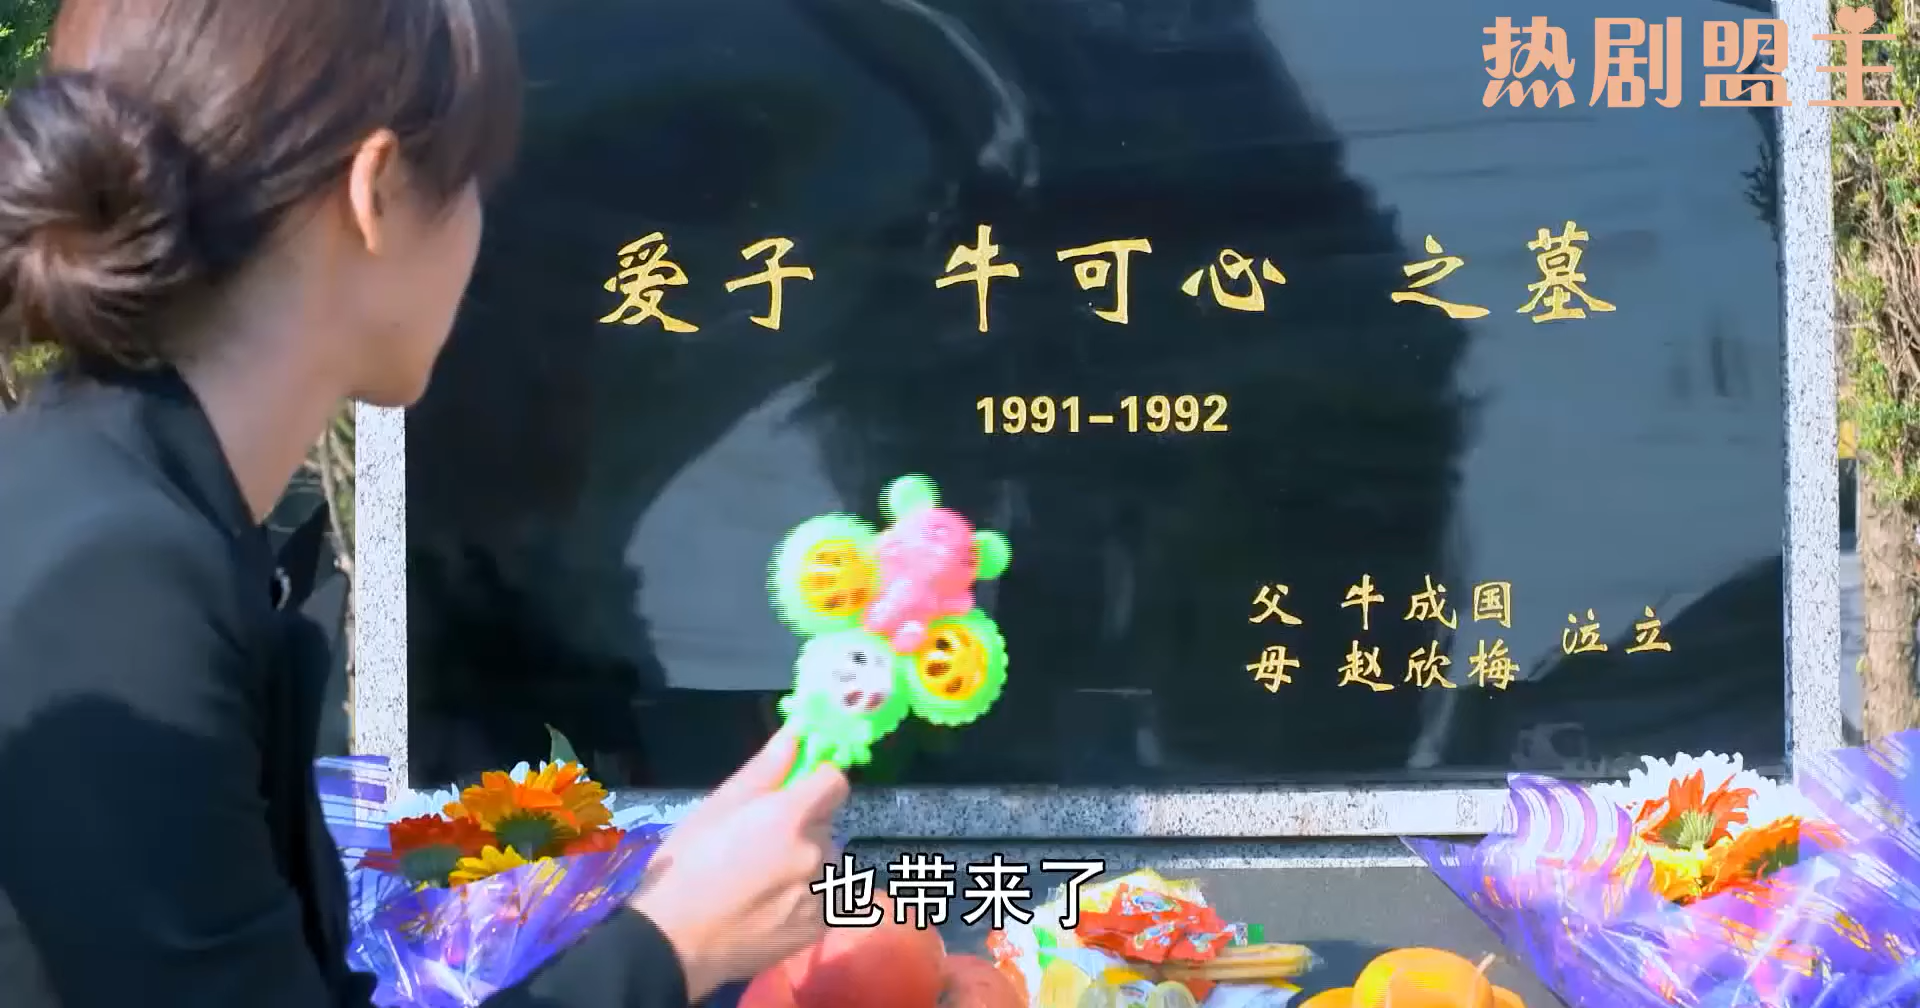 热剧盟主
爱子 牛可心 之墓
1991-1992
父 牛成国
母 赵欣梅
泣立
也带来了